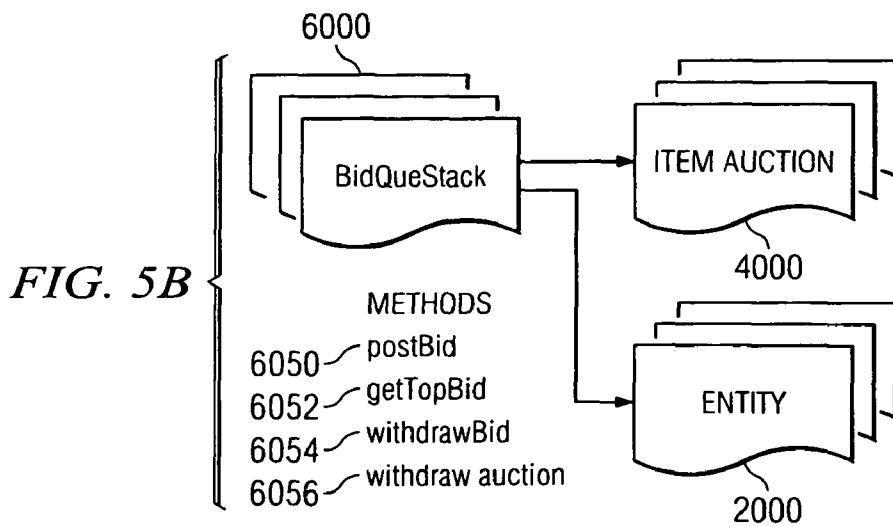 6000
BidQueStack
ITEM AUCTION
4000
FIG. 5B
METHODS
6050 postBid
6052 getTopBid
6054 withdrawBid
6056 withdraw auction
ENTITY
2000